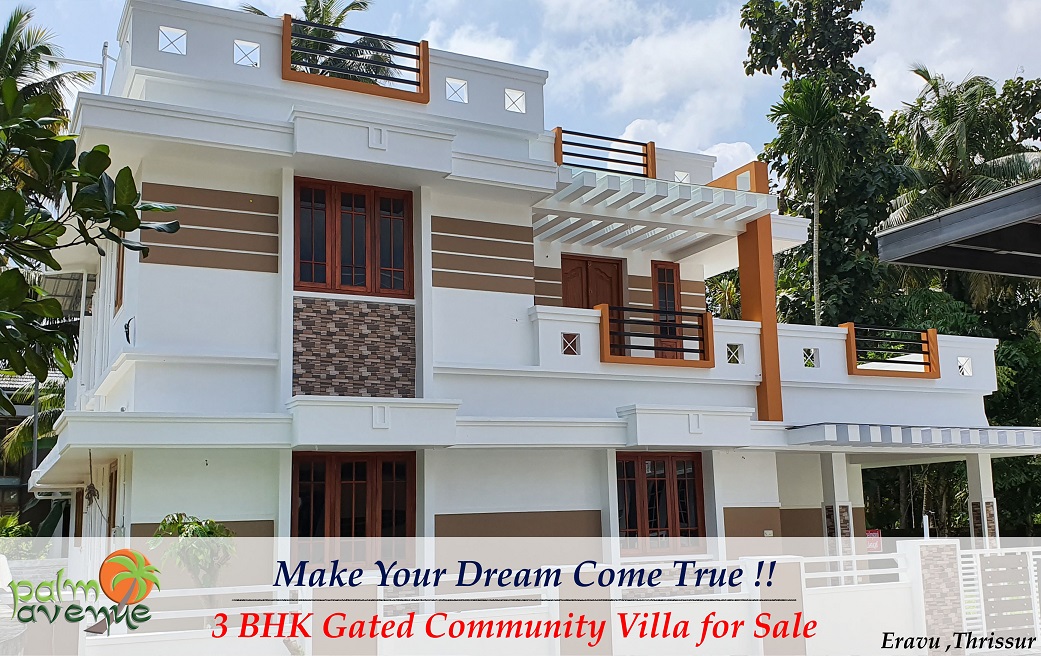 palm
avenue
Make Your Dream Come True !!
3 BHK Gated Community Villa for Sale
Eravu ,Thrissur